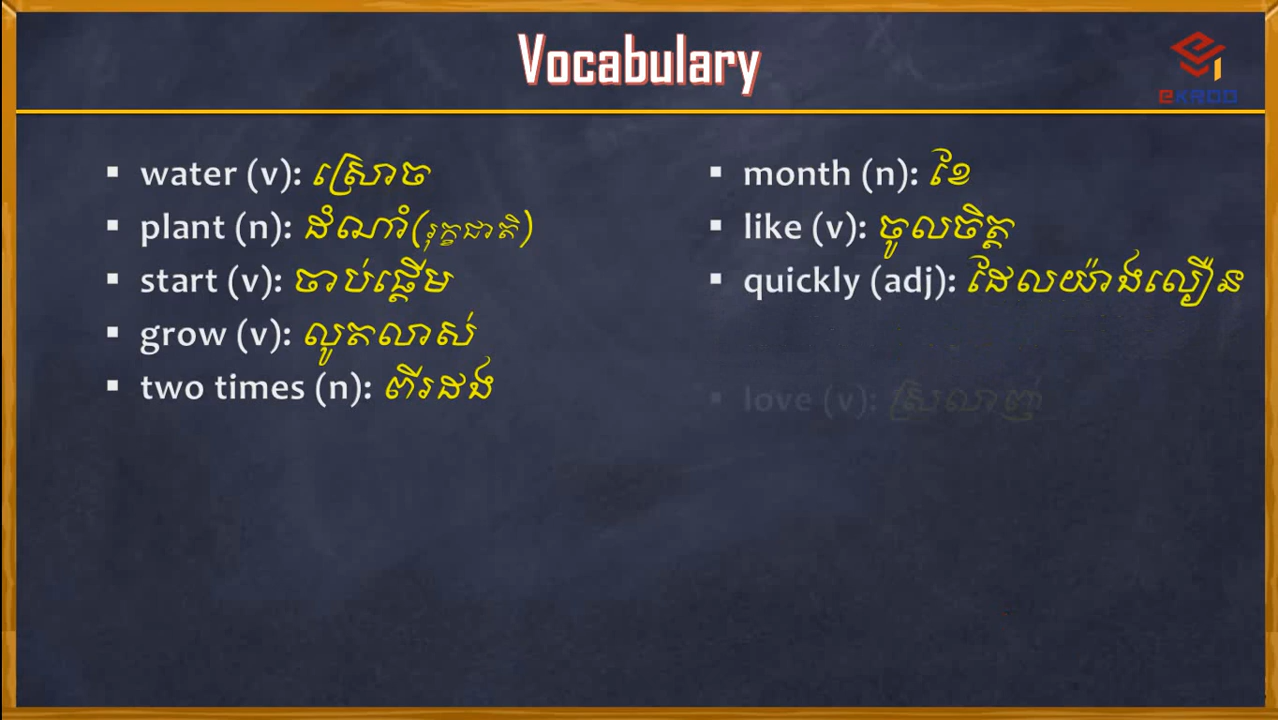 Vocabulary
eKROO
▪ water (v): ស្រោច
▪ plant (n): ដំណាំ(រុក្ខជាតិ)
▪ start (v): ចាប់ផ្ដើម
▪ grow (v): លូតលាស់
▪ two times (n): ពីរដង
▪ month (n): ខែ
▪ like (v): ចូលចិត្ត
▪ quickly (adj): ដែលយ៉ាងលឿន
▪ love (v): ស្រលាញ់